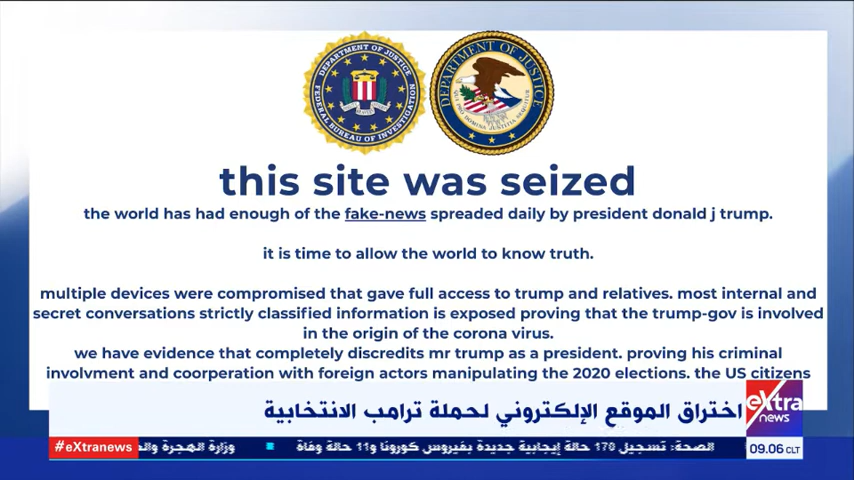 DEPARTMENT OF JUSTICE
FEDERAL BUREAU OF INVESTIGATION
DEPARTMENT OF JUSTICE
QUI PRO DOMINA JUSTITIA SEQUITUR
this site was seized
the world has had enough of the fake-news spreaded daily by president donald j trump.
it is time to allow the world to know truth.
multiple devices were compromised that gave full access to trump and relatives. most internal and
secret conversations strictly classified information is exposed proving that the trump-gov is involved
in the origin of the corona virus.
we have evidence that completely discredits mr trump as a president. proving his criminal
involvment and coorperation with foreign actors manipulating the 2020 elections. the US citizens
اختراق الموقع الإلكتروني لحملة ترامب الانتخابية
eXtra
news
#eXtranews
الصحة: تسجيل 170 حالة إيجابية جديدة بفيروس كورونا و11 حالة وفاة
وزارة الهجرة والم
09.06 CLT